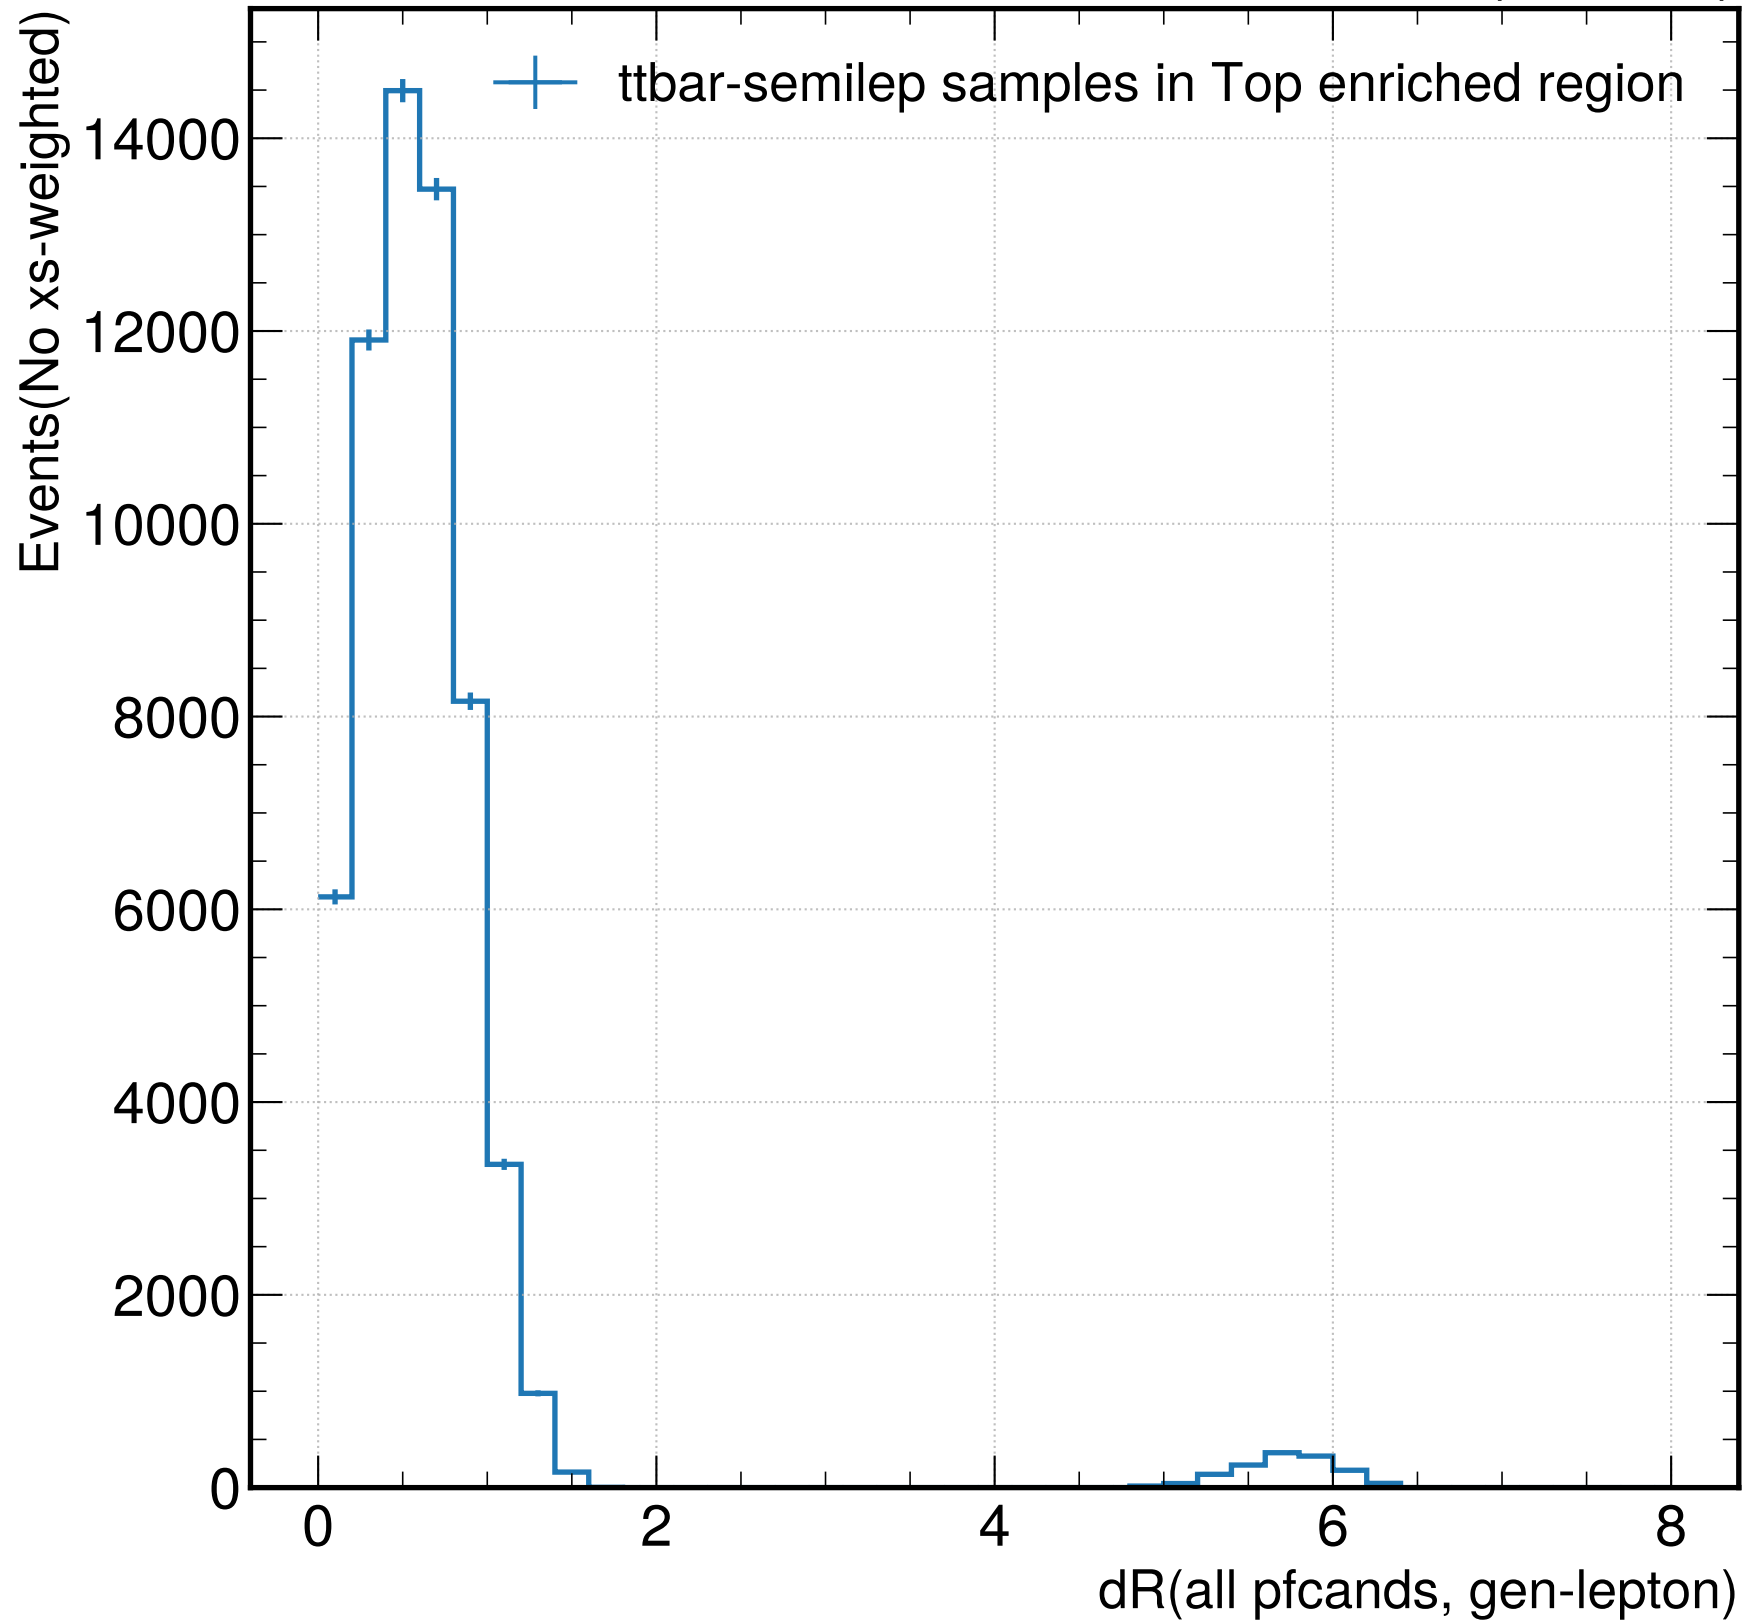 Events(No xs-weighted)
ttbar-semilep samples in Top enriched region
14000
12000
10000
8000
6000
4000
2000
0
0 2 4 6 8
dR(all pfcands, gen-lepton)